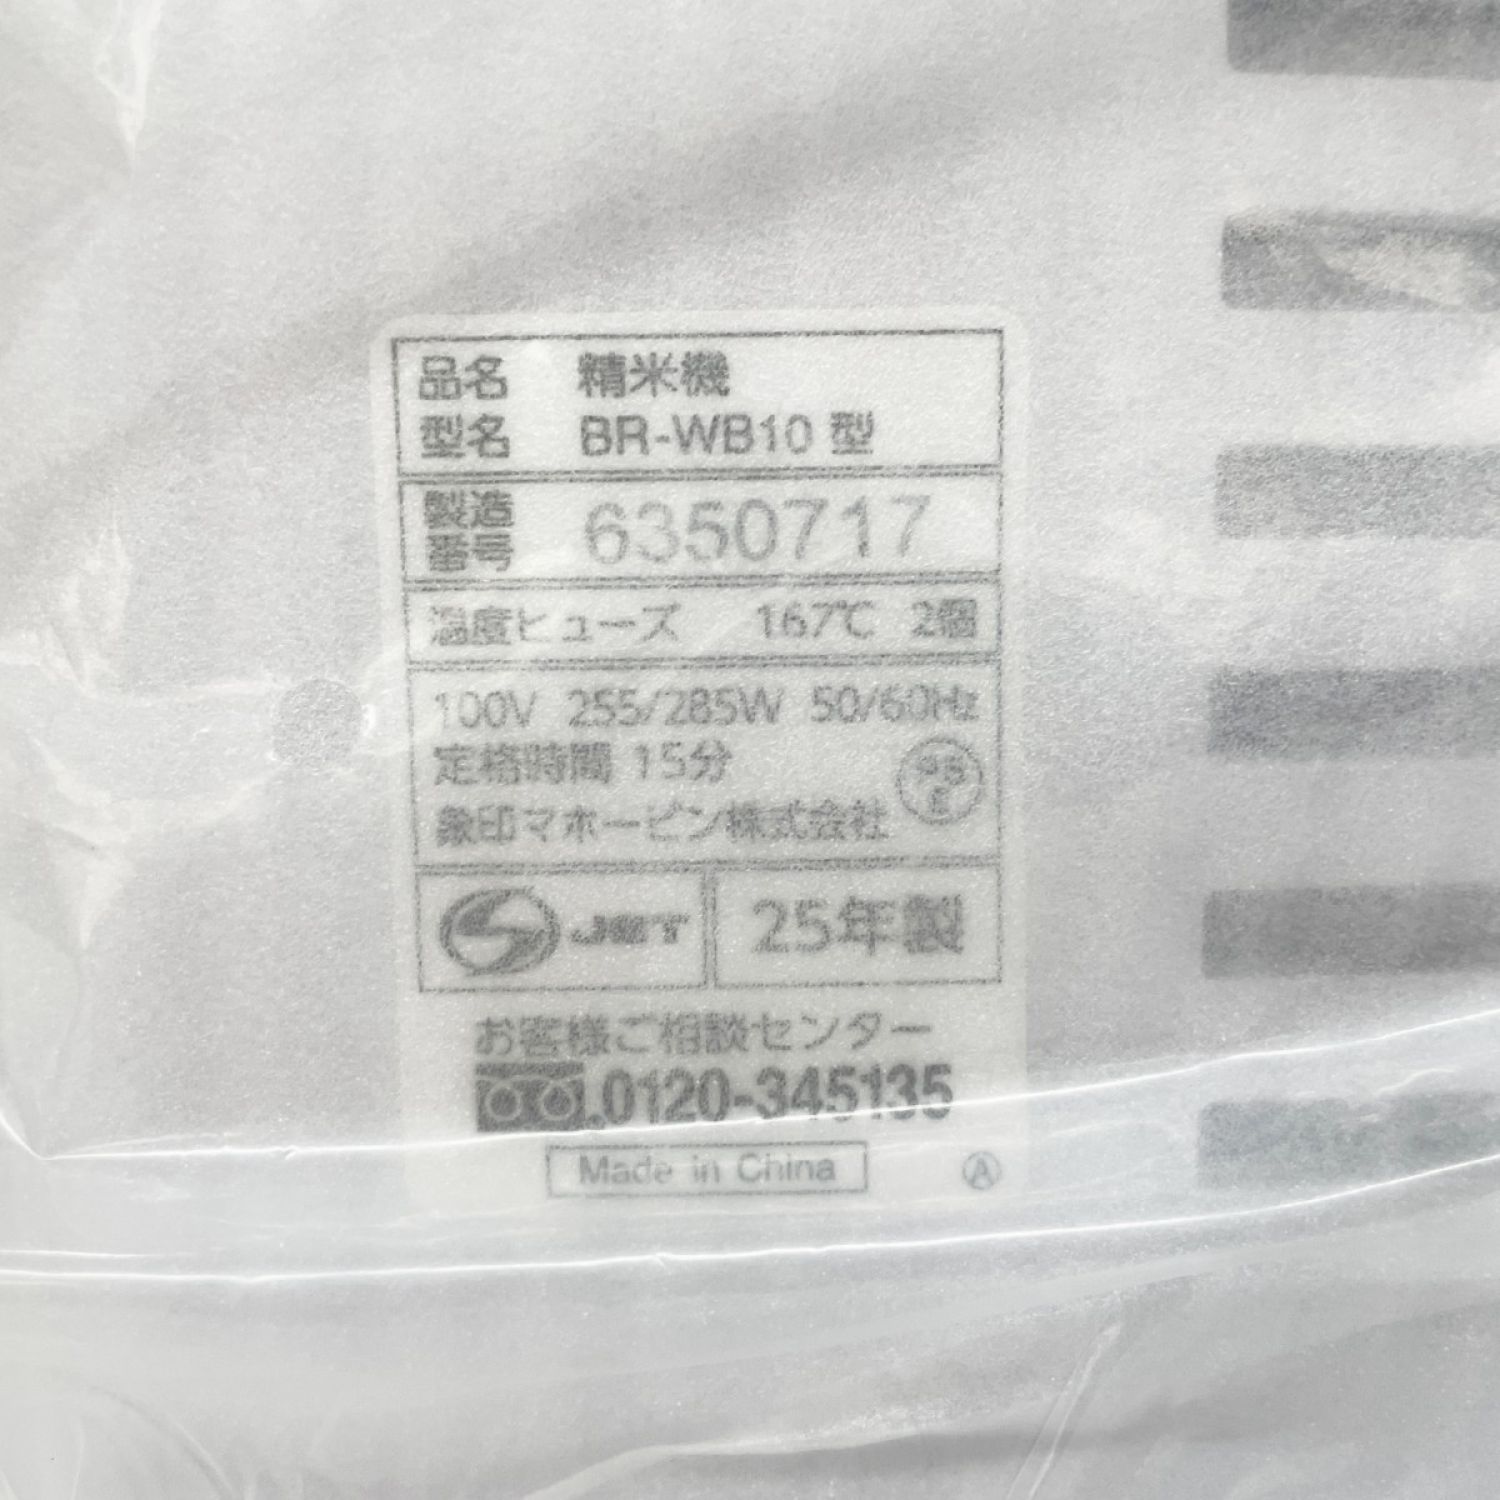 品名 精米機
型名 BR-WB10 型
製造番号 6350717
温度ヒューズ 167℃ 2個
100V 255/285W 50/60Hz
定格時間 15分
PSE
象印マホービン株式会社
JET 25年製
お客様ご相談センター
0120-345135
Made in China
A